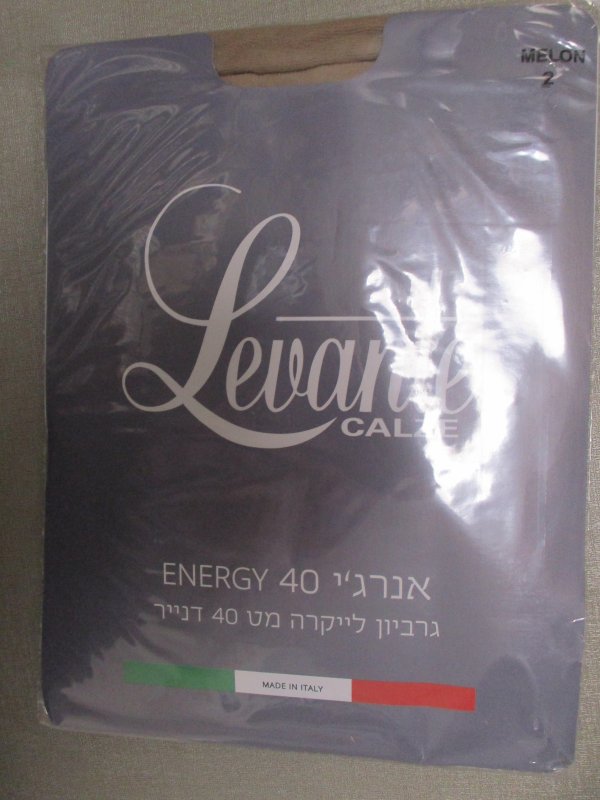 MELON
2
Levante
CALZE
אנרג'י ENERGY 40
גרביון לייקרה מט 40 דנייר
MADE IN ITALY